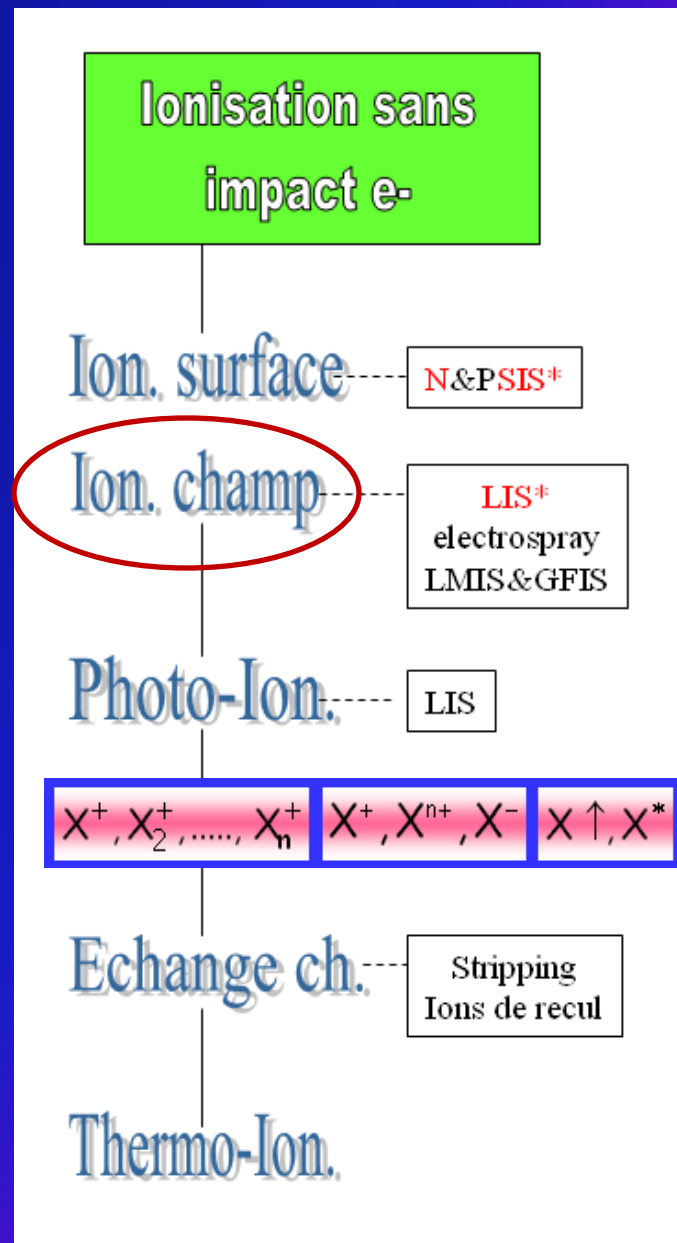 Ionisation sans
impact e-
Ion. surface
N&PSIS*
Ion. champ
LIS*
electrospray
LMIS&GFIS
Photo-Ion.
LIS
X⁺, X₂⁺,....., Xₙ⁺
X⁺, Xⁿ⁺, X⁻
X↑, X*
Echange ch.
Stripping
Ions de recul
Thermo-Ion.